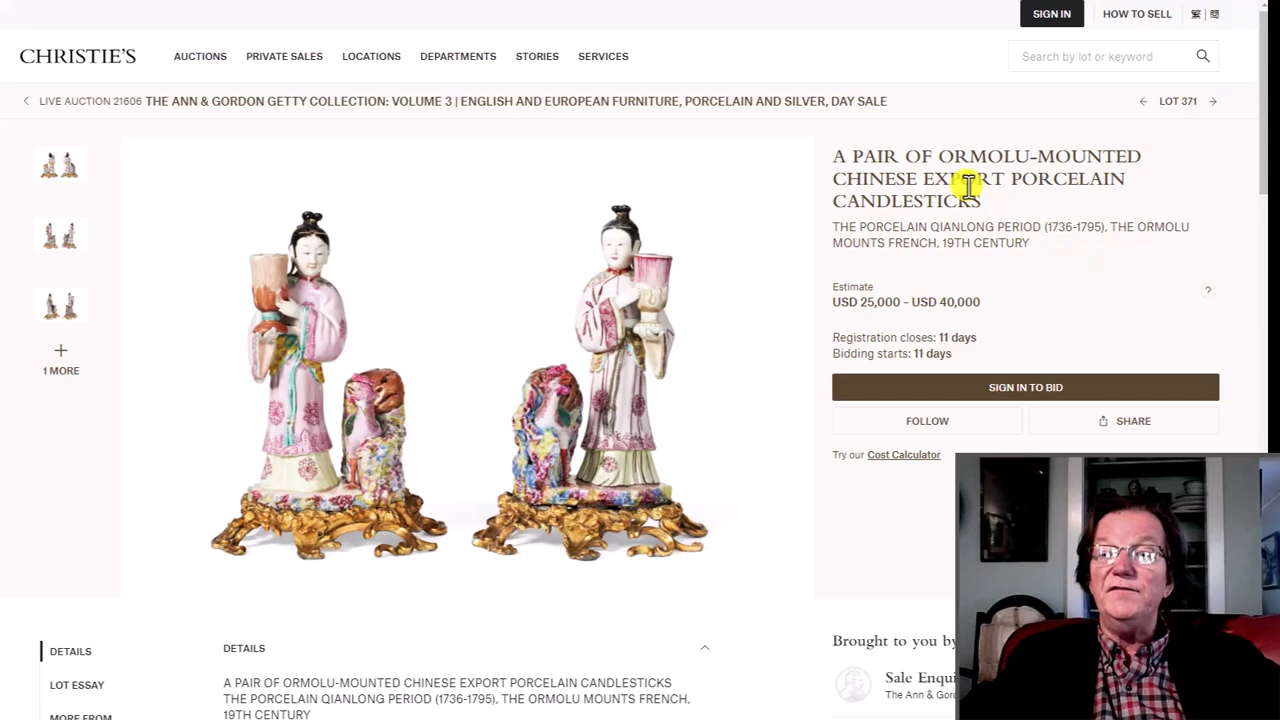 SIGN IN
HOW TO SELL
繁 | 簡
CHRISTIE'S
AUCTIONS
PRIVATE SALES
LOCATIONS
DEPARTMENTS
STORIES
SERVICES
Search by lot or keyword
LIVE AUCTION 21606 THE ANN & GORDON GETTY COLLECTION: VOLUME 3 | ENGLISH AND EUROPEAN FURNITURE, PORCELAIN AND SILVER, DAY SALE
LOT 371
A PAIR OF ORMOLU-MOUNTED
CHINESE EXPORT PORCELAIN
CANDLESTICKS
THE PORCELAIN QIANLONG PERIOD (1736-1795), THE ORMOLU
MOUNTS FRENCH, 19TH CENTURY
Estimate
USD 25,000 – USD 40,000
?
Registration closes: 11 days
Bidding starts: 11 days
SIGN IN TO BID
FOLLOW
SHARE
Try our Cost Calculator
+
1 MORE
DETAILS
LOT ESSAY
MORE FROM
DETAILS
A PAIR OF ORMOLU-MOUNTED CHINESE EXPORT PORCELAIN CANDLESTICKS
THE PORCELAIN QIANLONG PERIOD (1736-1795), THE ORMOLU MOUNTS FRENCH,
19TH CENTURY
Brought to you by
Sale Enqui
The Ann & Gor